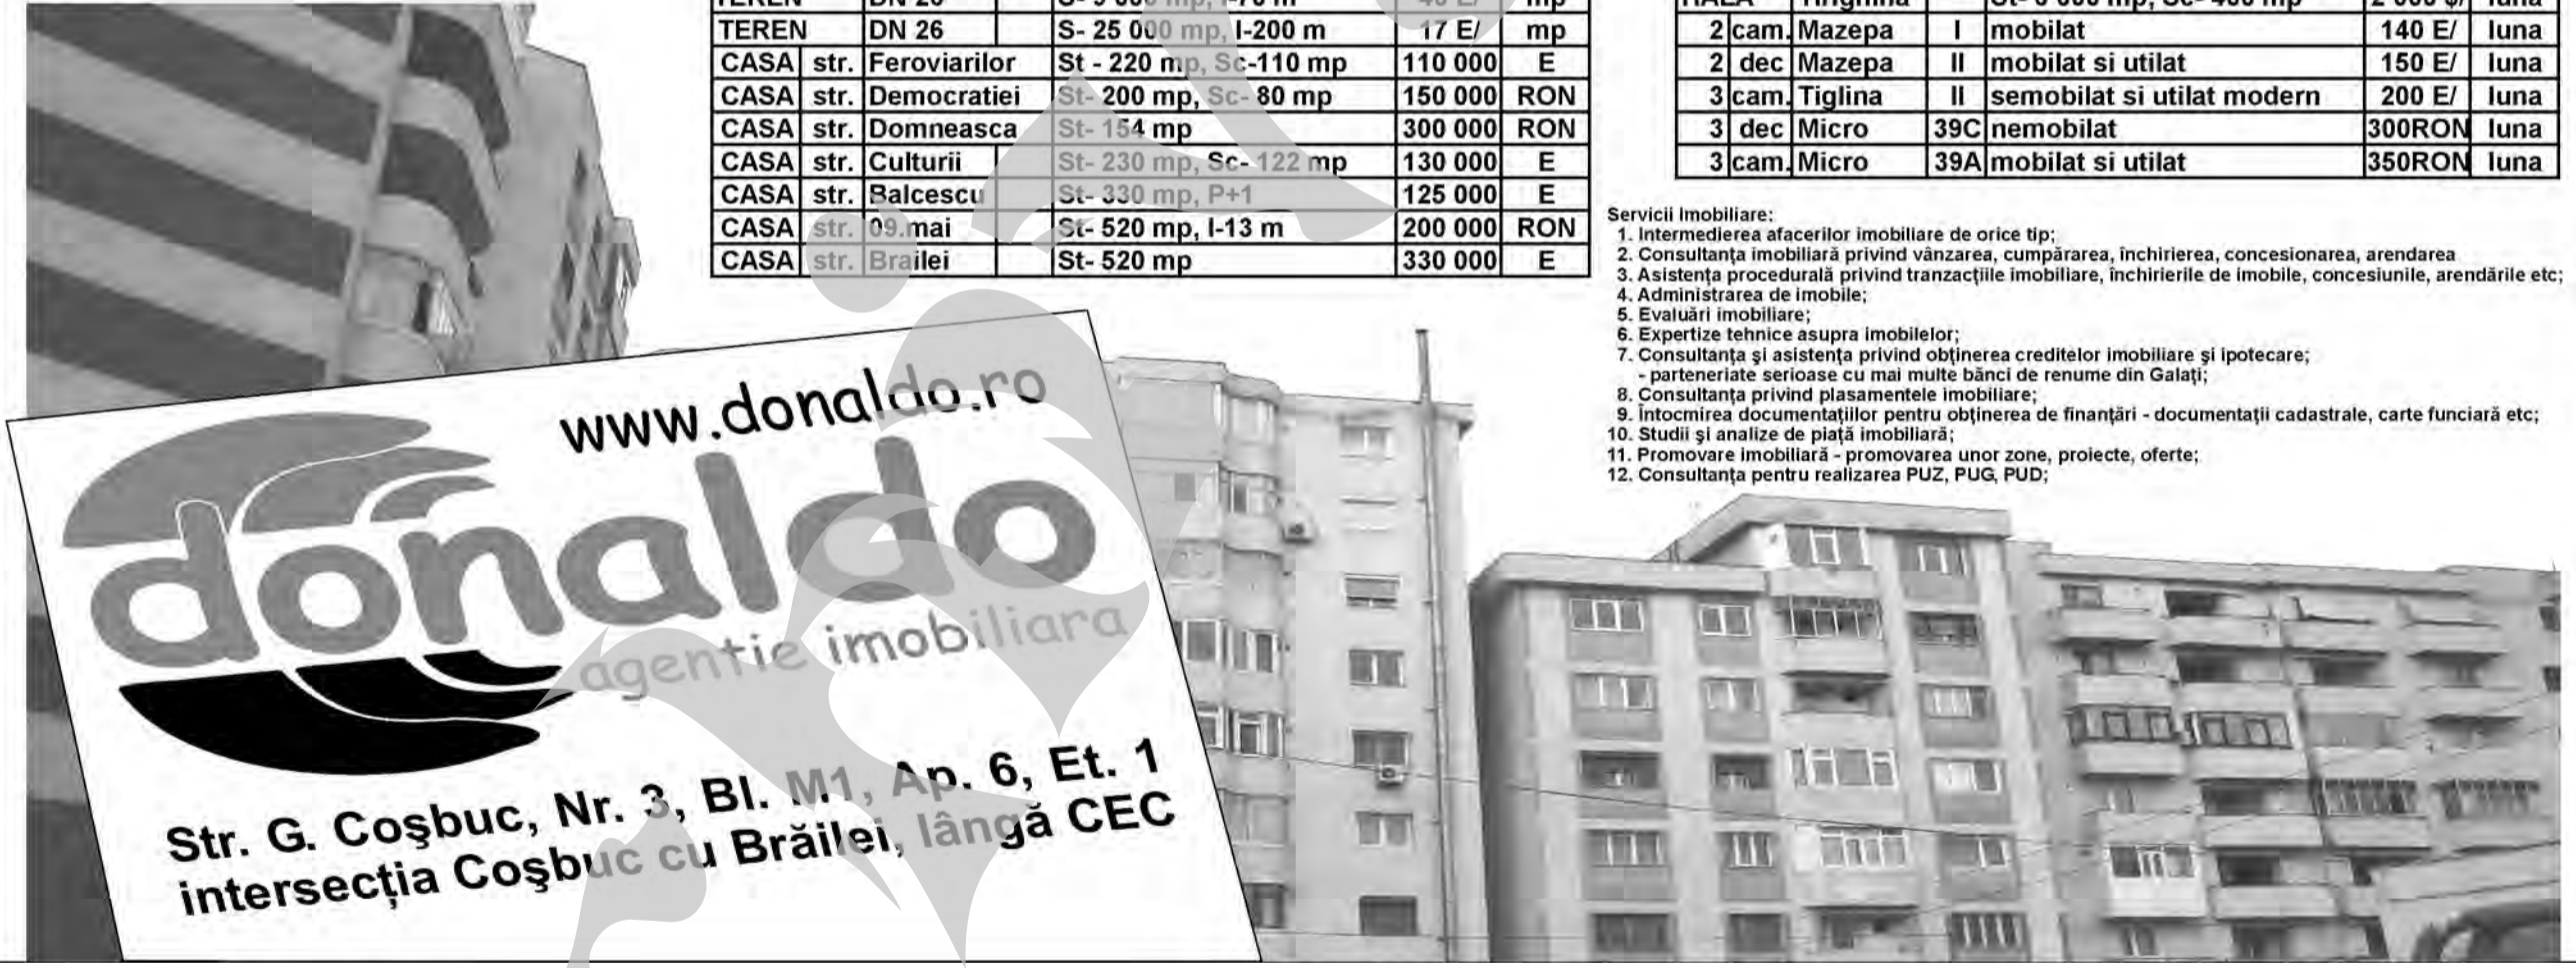 TEREN DN 26 S- 25 000 mp, l-200 m 17 E/ mp
CASA str. Feroviarilor St - 220 mp, Sc-110 mp 110 000 E
CASA str. Democratiei St- 200 mp, Sc- 80 mp 150 000 RON
CASA str. Domneasca St- 154 mp 300 000 RON
CASA str. Culturii St- 230 mp, Sc- 122 mp 130 000 E
CASA str. Balcescu St- 330 mp, P+1 125 000 E
CASA str. 09.mai St- 520 mp, l-13 m 200 000 RON
CASA str. Brailei St- 520 mp 330 000 E
2 cam. Mazepa I mobilat 140 E/ luna
2 dec Mazepa II mobilat si utilat 150 E/ luna
3 cam. Tiglina II semobilat si utilat modern 200 E/ luna
3 dec Micro 39C nemobilat 300RON luna
3 cam. Micro 39A mobilat si utilat 350RON luna
Servicii Imobiliare:
1. Intermedierea afacerilor imobiliare de orice tip;
2. Consultanţa imobiliară privind vânzarea, cumpărarea, închirierea, concesionarea, arendarea
3. Asistenţa procedurală privind tranzacţiile imobiliare, închirierile de imobile, concesiunile, arendările etc;
4. Administrarea de imobile;
5. Evaluări imobiliare;
6. Expertize tehnice asupra imobilelor;
7. Consultanţa şi asistenţa privind obţinerea creditelor imobiliare şi ipotecare;
- parteneriate serioase cu mai multe bănci de renume din Galaţi;
8. Consultanţa privind plasamentele imobiliare;
9. Întocmirea documentaţiilor pentru obţinerea de finanţări - documentaţii cadastrale, carte funciară etc;
10. Studii şi analize de piaţă imobiliară;
11. Promovare imobiliară - promovarea unor zone, proiecte, oferte;
12. Consultanţa pentru realizarea PUZ, PUG, PUD;
www.donaldo.ro
donaldo
agentie imobiliara
Str. G. Coşbuc, Nr. 3, Bl. M1, Ap. 6, Et. 1
intersecţia Coşbuc cu Brăilei, lângă CEC